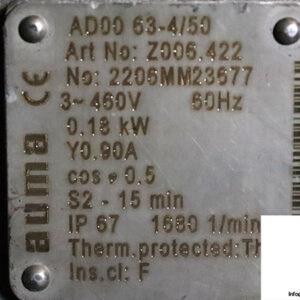 AD00 63-4/50
Art No: Z006.422
No: 2206MM23677
3~ 460V 60Hz
0,18 kW
Y0.90A
cos φ 0.5
S2 - 15 min
IP 67 1680 1/min
Therm.protected:Th
Ins.cl: F
CE
auma